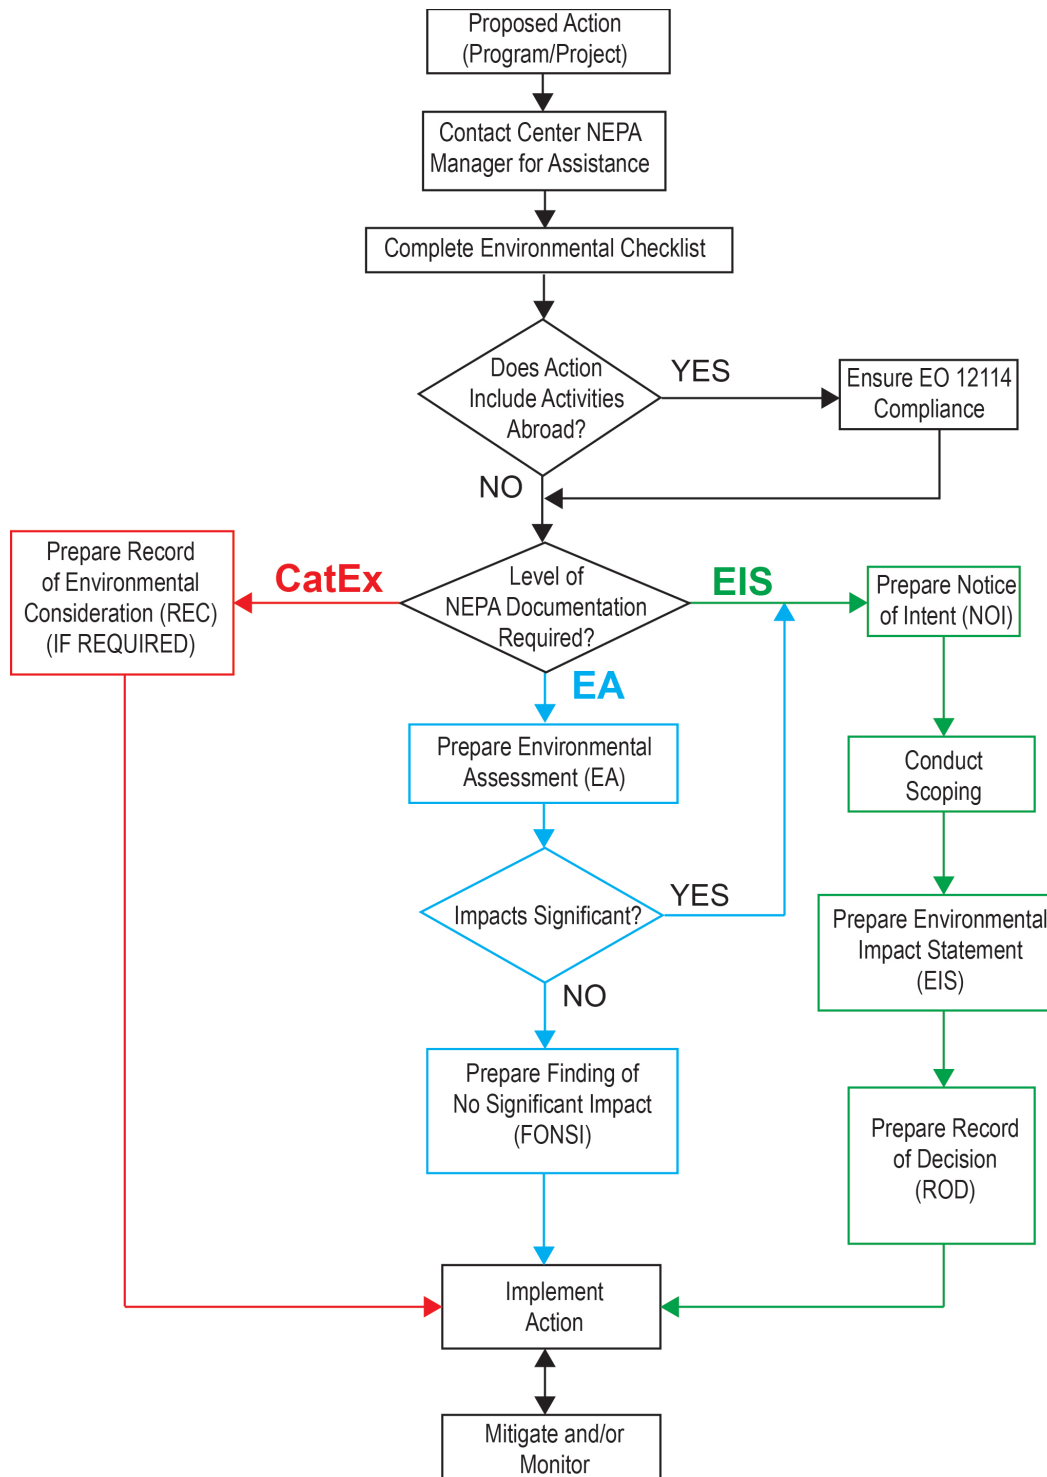 Proposed Action
(Program/Project)
Contact Center NEPA
Manager for Assistance
Complete Environmental Checklist
Does Action
Include Activities
Abroad?
YES
Ensure EO 12114
Compliance
NO
Prepare Record
of Environmental
Consideration (REC)
(IF REQUIRED)
CatEx
Level of
NEPA Documentation
Required?
EIS
Prepare Notice
of Intent (NOI)
EA
Prepare Environmental
Assessment (EA)
Conduct
Scoping
Impacts Significant?
YES
Prepare Environmental
Impact Statement
(EIS)
NO
Prepare Finding of
No Significant Impact
(FONSI)
Prepare Record
of Decision
(ROD)
Implement
Action
Mitigate and/or
Monitor